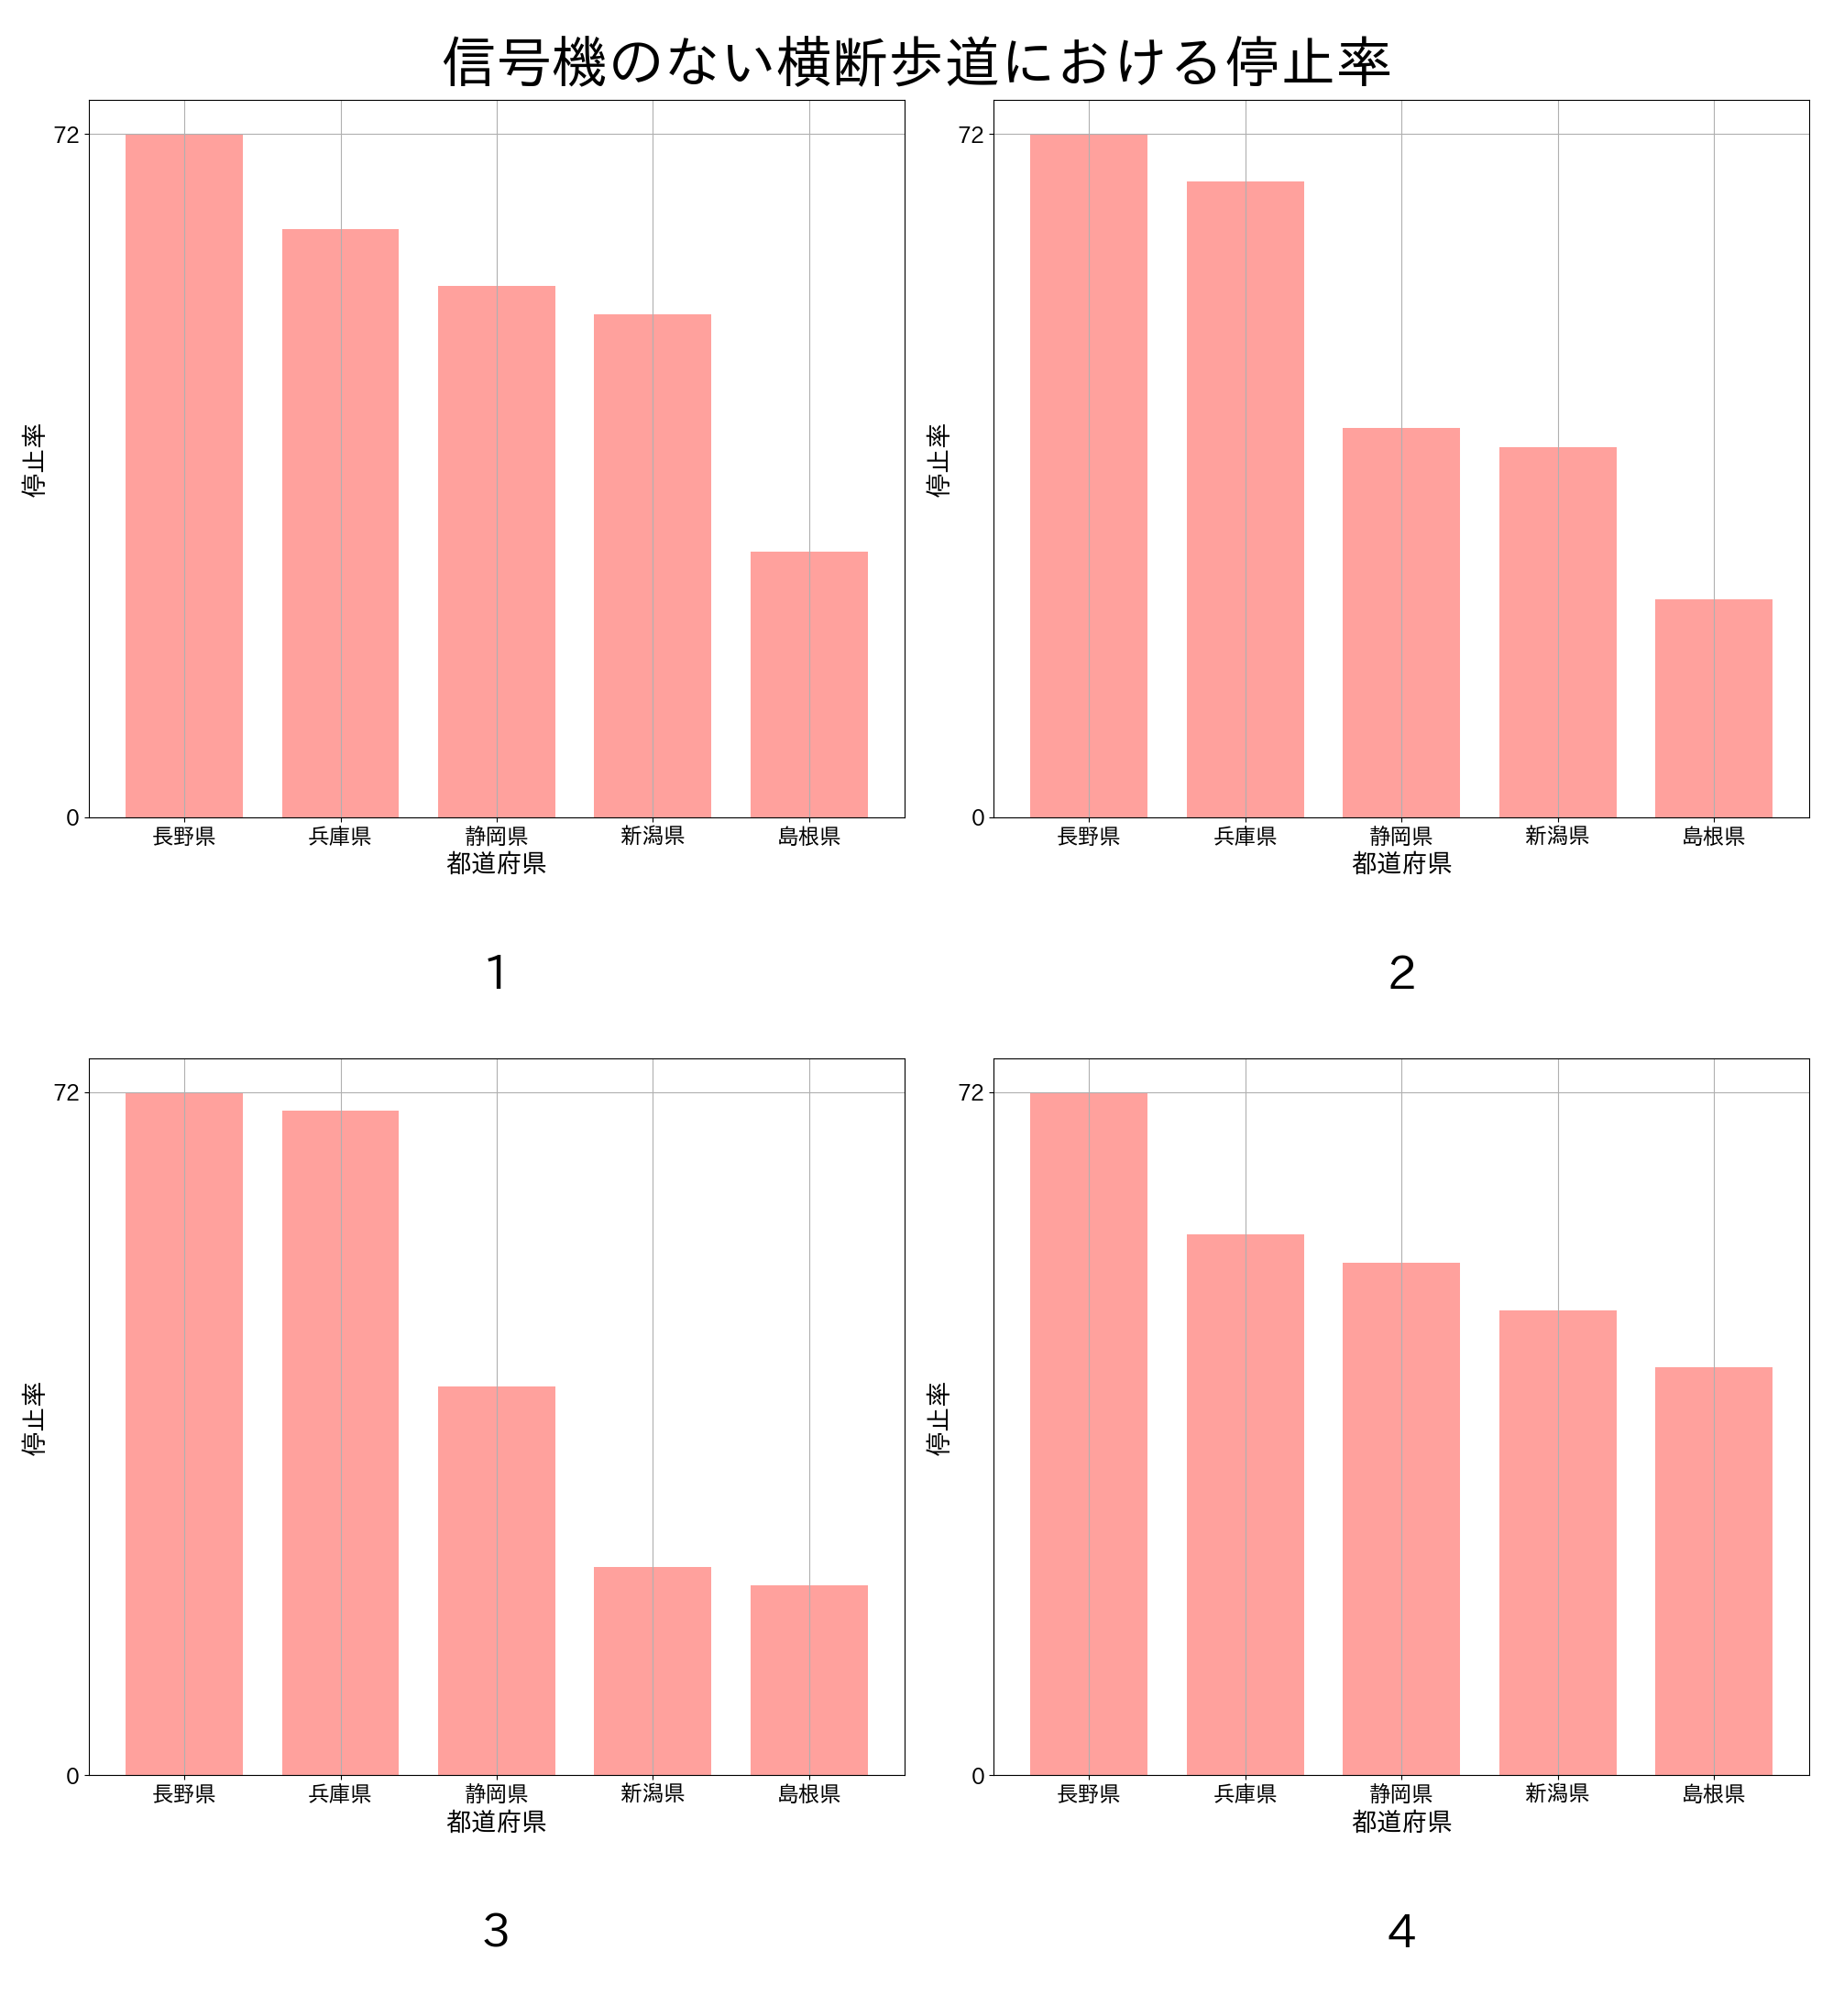 信号機のない横断歩道における停止率
72
0
停止率
長野県 兵庫県 静岡県 新潟県 島根県
都道府県
1
72
0
停止率
長野県 兵庫県 静岡県 新潟県 島根県
都道府県
2
72
0
停止率
長野県 兵庫県 静岡県 新潟県 島根県
都道府県
3
72
0
停止率
長野県 兵庫県 静岡県 新潟県 島根県
都道府県
4